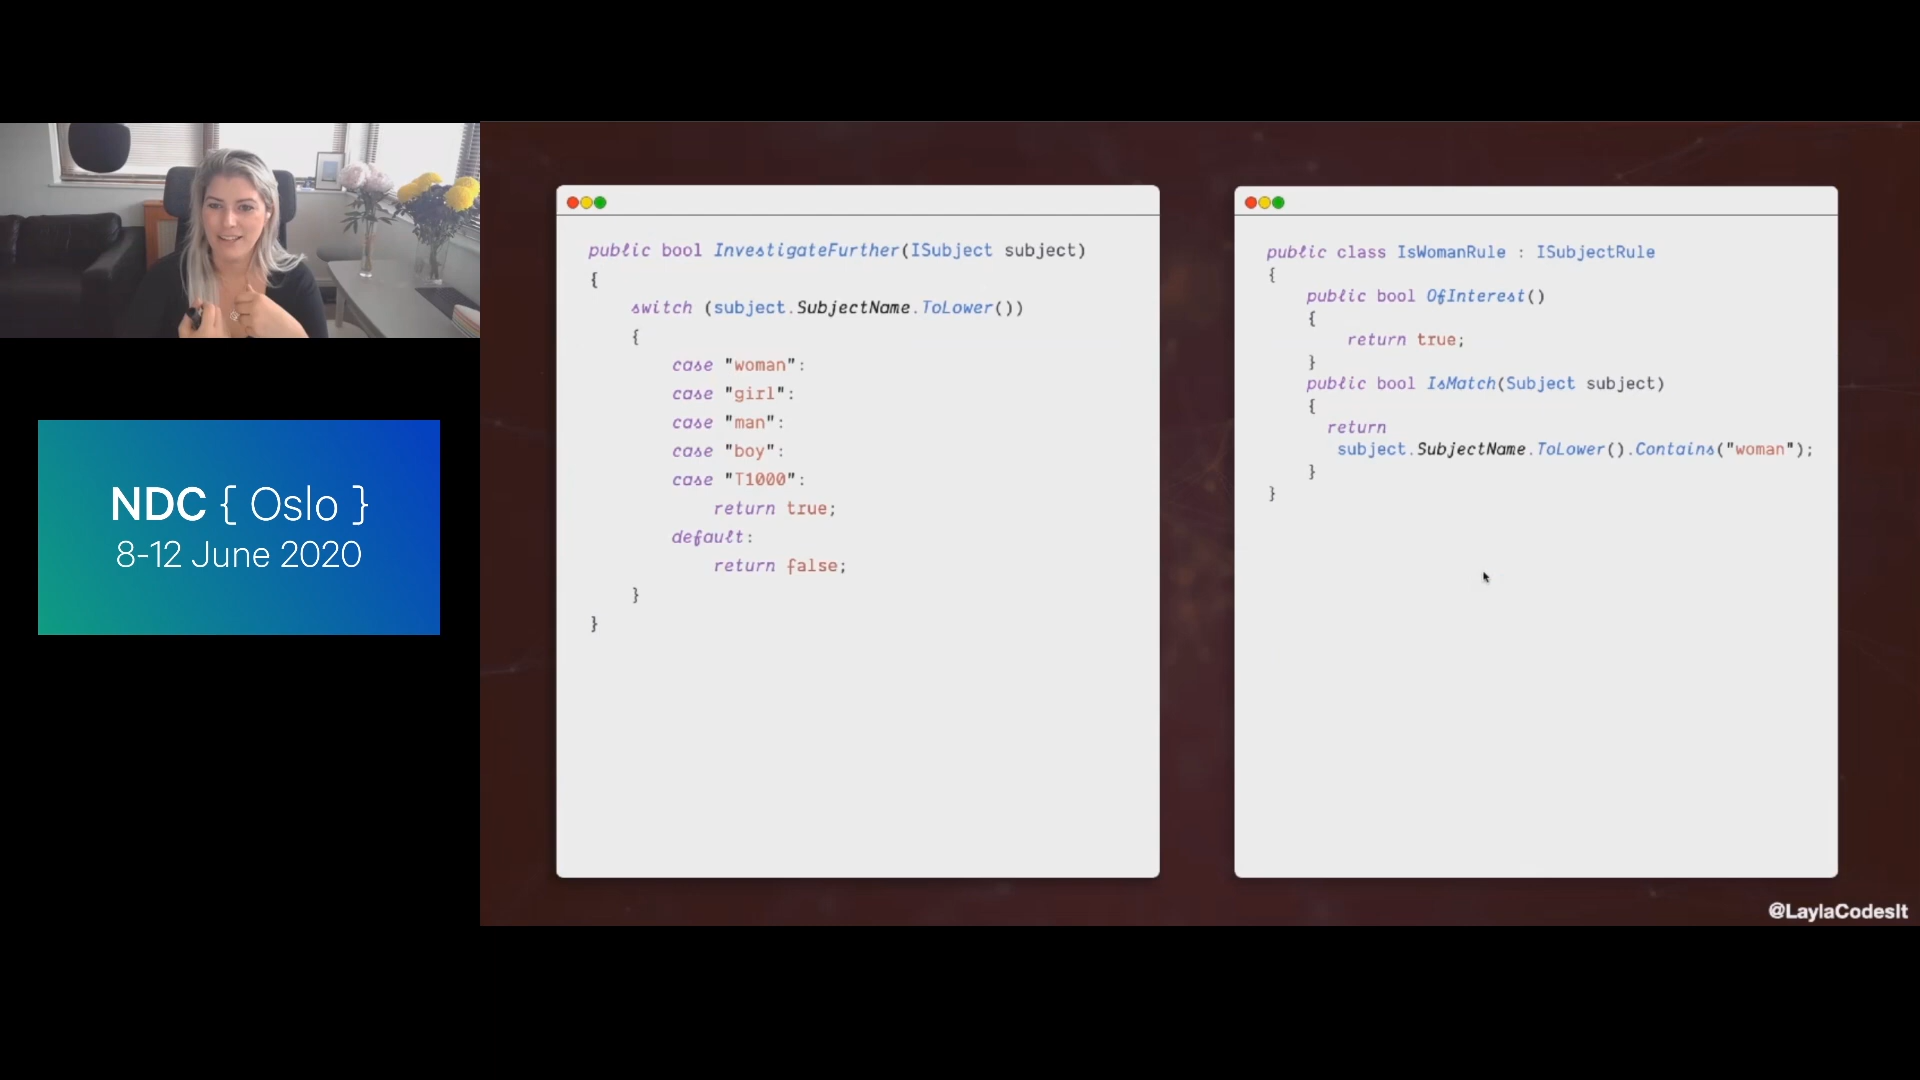 NDC { Oslo }
8-12 June 2020
public bool InvestigateFurther(ISubject subject)
{
switch (subject.SubjectName.ToLower())
{
case "woman":
case "girl":
case "man":
case "boy":
case "T1000":
return true;
default:
return false;
}
}
public class IsWomanRule : ISubjectRule
{
public bool OfInterest()
{
return true;
}
public bool IsMatch(Subject subject)
{
return
subject.SubjectName.ToLower().Contains("woman");
}
}
@LaylaCodesIt